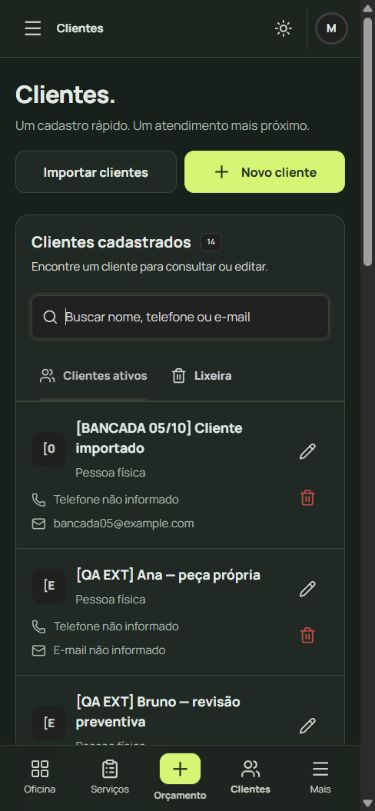 Clientes
M
Clientes.
Um cadastro rápido. Um atendimento mais próximo.
Importar clientes
Novo cliente
Clientes cadastrados 14
Encontre um cliente para consultar ou editar.
Buscar nome, telefone ou e-mail
Clientes ativos
Lixeira
[0
[BANCADA 05/10] Cliente
importado
Pessoa física
Telefone não informado
bancada05@example.com
[E
[QA EXT] Ana — peça própria
Pessoa física
Telefone não informado
E-mail não informado
[E
[QA EXT] Bruno — revisão
preventiva
Pessoa física
Oficina
Serviços
Orçamento
Clientes
Mais